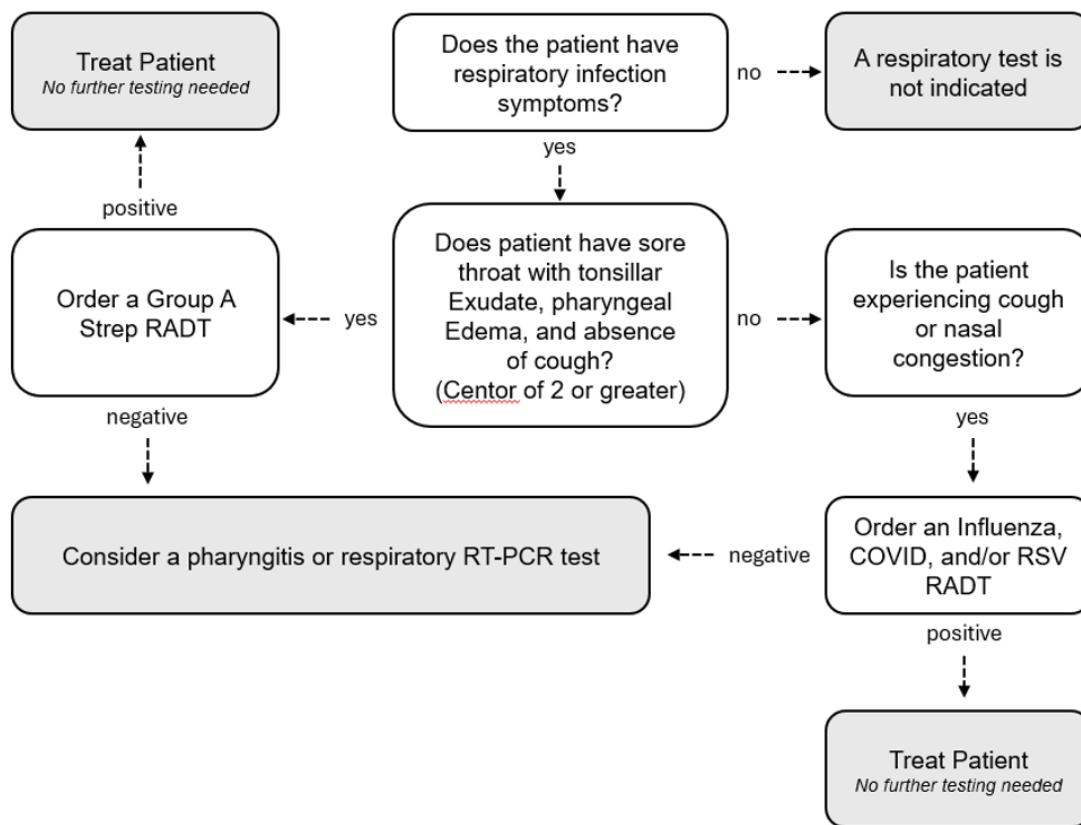 Treat Patient
No further testing needed
Does the patient have
respiratory infection
symptoms?
no
A respiratory test is
not indicated
positive
yes
Order a Group A
Strep RADT
yes
Does patient have sore
throat with tonsillar
Exudate, pharyngeal
Edema, and absence
of cough?
(Centor of 2 or greater)
no
Is the patient
experiencing cough
or nasal
congestion?
negative
yes
Consider a pharyngitis or respiratory RT-PCR test
negative
Order an Influenza,
COVID, and/or RSV
RADT
positive
Treat Patient
No further testing needed